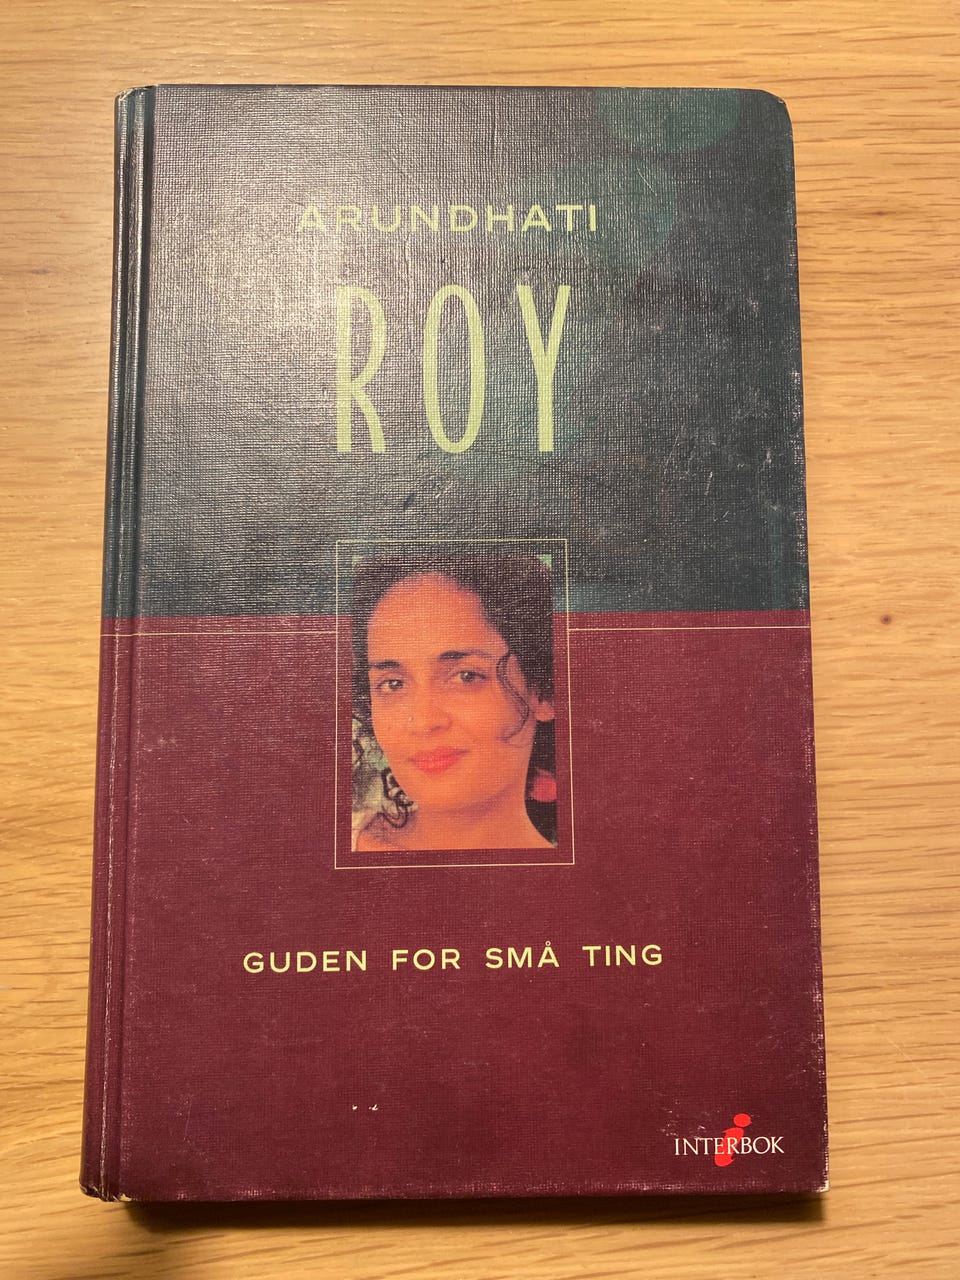 ARUNDHATI
ROY
GUDEN FOR SMÅ TING
INTERBOK